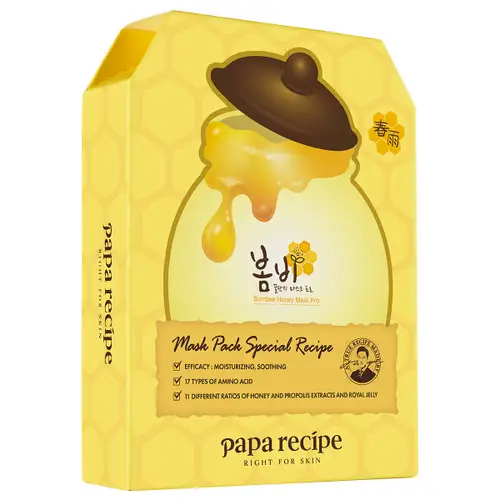 春雨
봄비
Bombee Honey Mask Pro
Mask Pack Special Recipe
EFFICACY : MOISTURIZING, SOOTHING
17 TYPES OF AMINO ACID
11 DIFFERENT RATIOS OF HONEY AND PROPOLIS EXTRACTS AND ROYAL JELLY
papa recipe
RIGHT FOR SKIN
papa recipe
RIGHT FOR SKIN